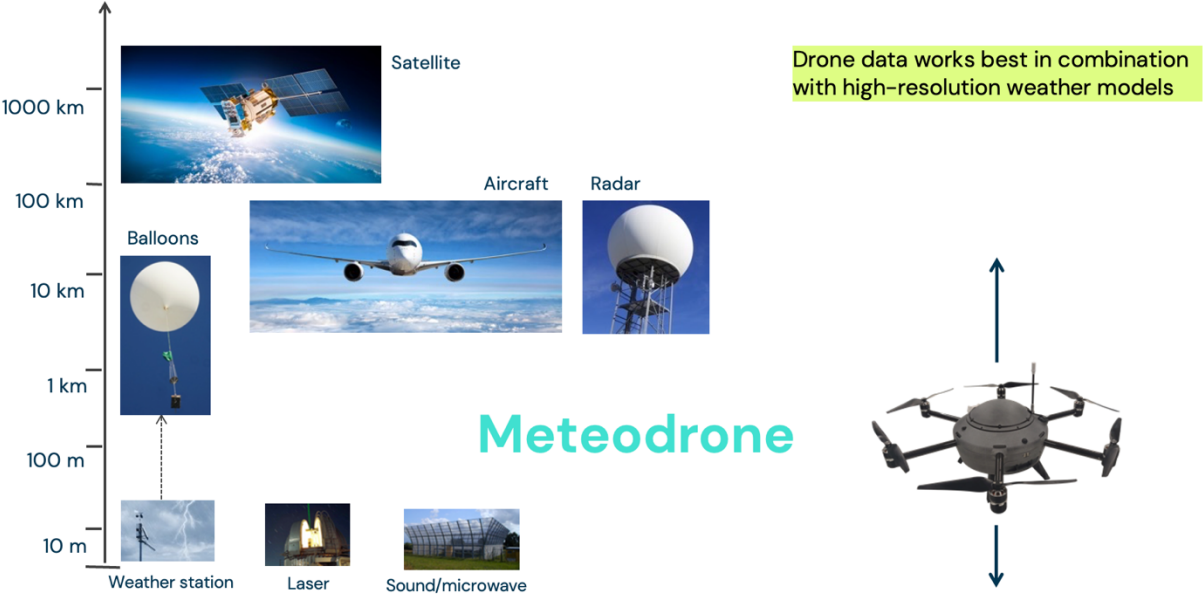 Satellite
Drone data works best in combination
with high-resolution weather models
1000 km
Aircraft
Radar
100 km
Balloons
10 km
1 km
Meteodrone
100 m
10 m
Weather station
Laser
Sound/microwave